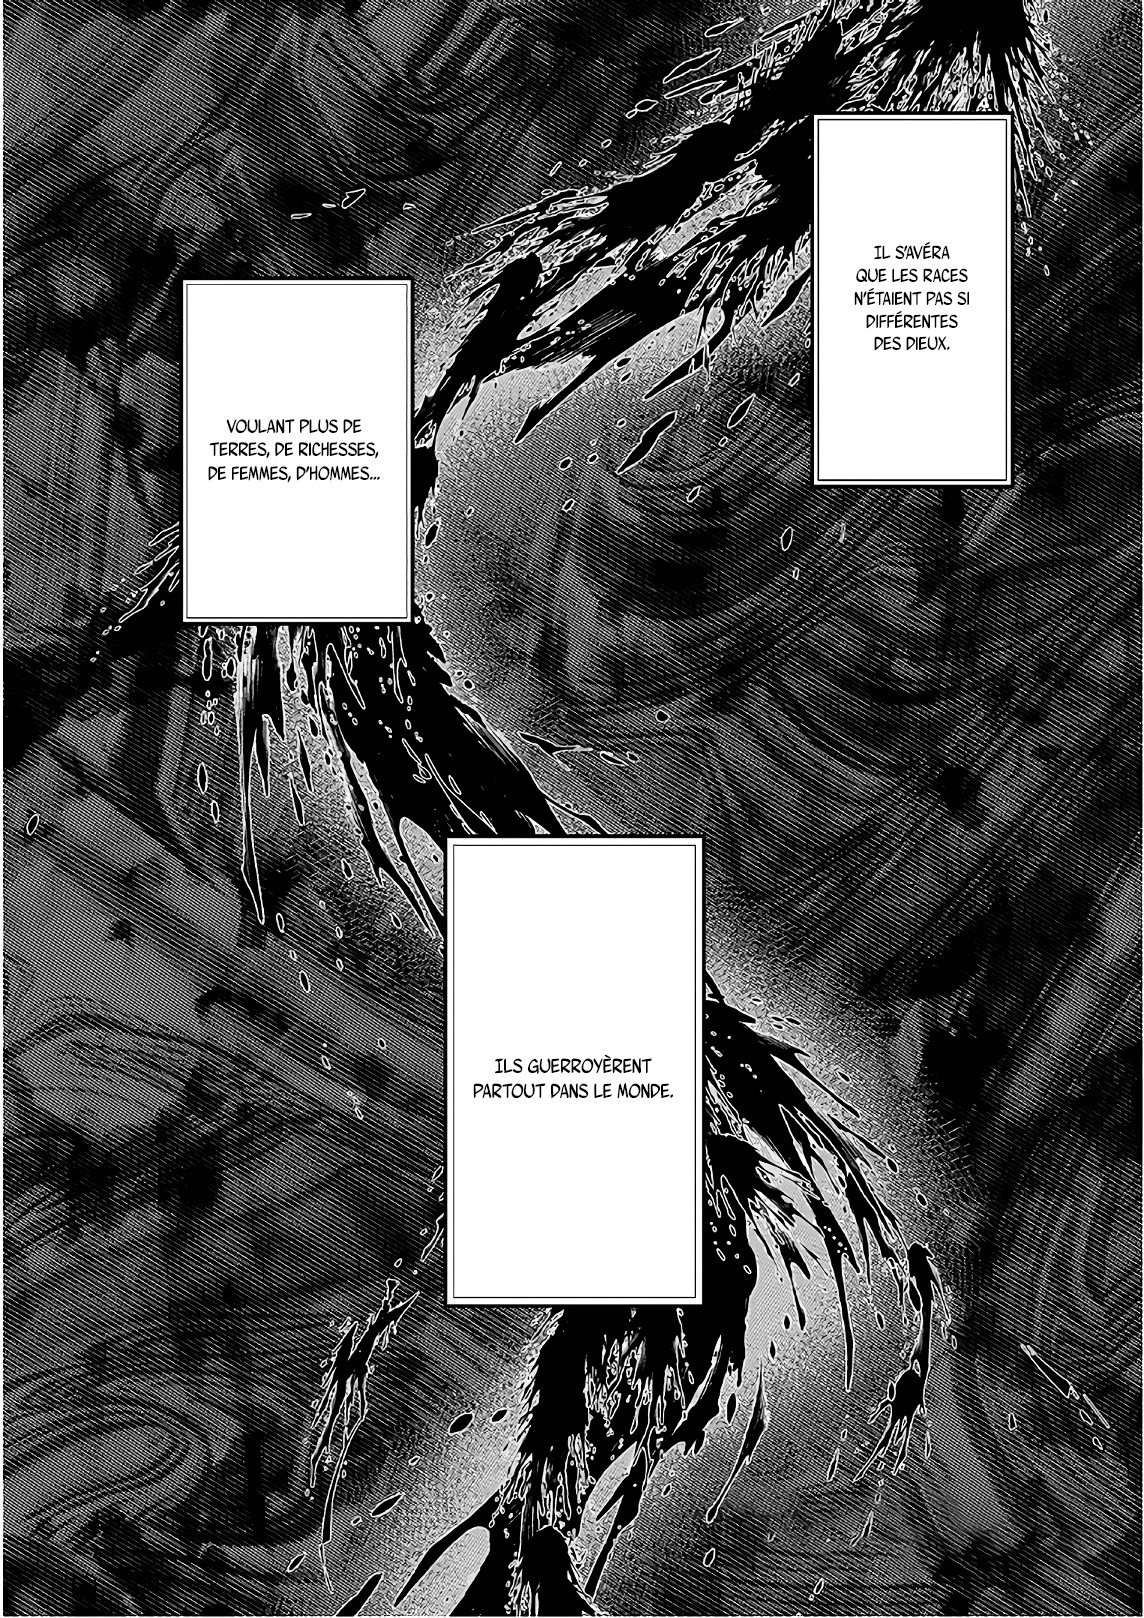 IL S'AVÉRA
QUE LES RACES
N'ÉTAIENT PAS SI
DIFFÉRENTES
DES DIEUX.
VOULANT PLUS DE
TERRES, DE RICHESSES,
DE FEMMES, D'HOMMES...
ILS GUERROYÈRENT
PARTOUT DANS LE MONDE.